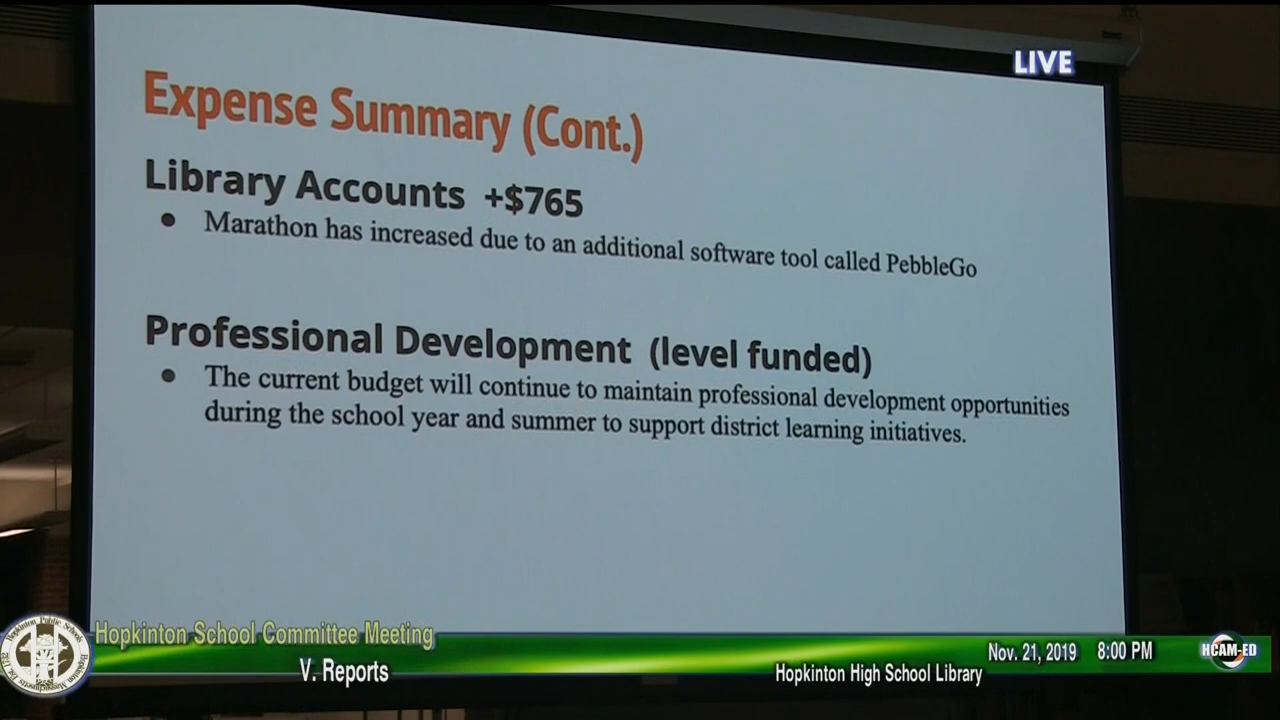 LIVE
Expense Summary (Cont.)
Library Accounts +$765
● Marathon has increased due to an additional software tool called PebbleGo
Professional Development (level funded)
● The current budget will continue to maintain professional development opportunities
during the school year and summer to support district learning initiatives.
Hopkinton School Committee Meeting
V. Reports
Nov. 21, 2019 8:00 PM
Hopkinton High School Library
HCAM-ED
Hopkinton Public Schools